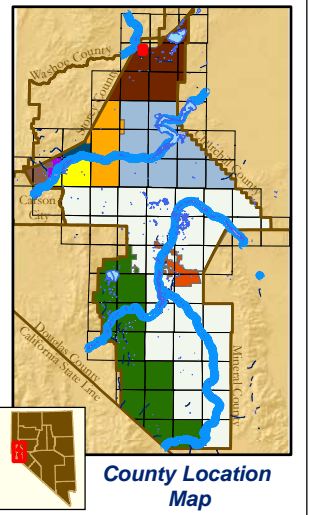 Washoe County
Storey County
Churchill County
Carson
City
Douglas County
California State Line
Mineral County
County Location
Map